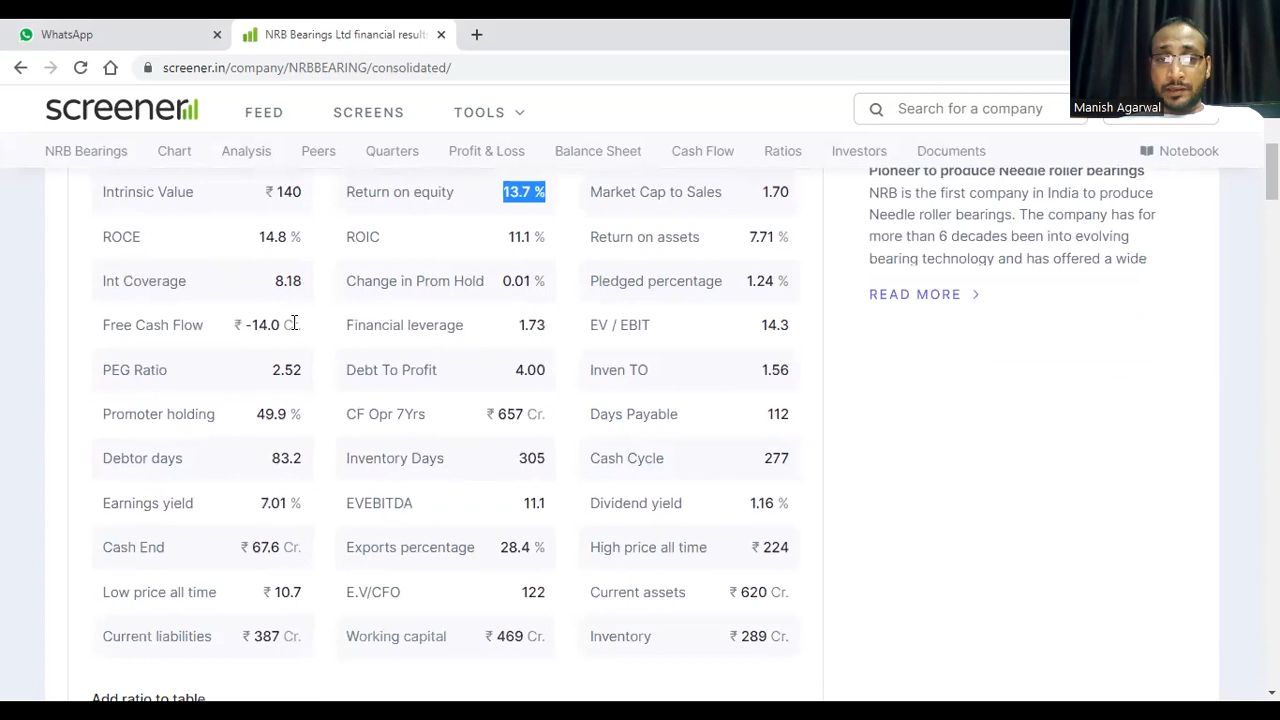 WhatsApp
NRB Bearings Ltd financial results
screener.in/company/NRBBEARING/consolidated/
Manish Agarwal
screener
FEED
SCREENS
TOOLS
Search for a company
NRB Bearings
Chart
Analysis
Peers
Quarters
Profit & Loss
Balance Sheet
Cash Flow
Ratios
Investors
Documents
Notebook
Intrinsic Value ₹ 140
Return on equity 13.7 %
Market Cap to Sales 1.70
ROCE 14.8 %
ROIC 11.1 %
Return on assets 7.71 %
Int Coverage 8.18
Change in Prom Hold 0.01 %
Pledged percentage 1.24 %
Free Cash Flow ₹ -14.0 Cr.
Financial leverage 1.73
EV / EBIT 14.3
PEG Ratio 2.52
Debt To Profit 4.00
Inven TO 1.56
Promoter holding 49.9 %
CF Opr 7Yrs ₹ 657 Cr.
Days Payable 112
Debtor days 83.2
Inventory Days 305
Cash Cycle 277
Earnings yield 7.01 %
EVEBITDA 11.1
Dividend yield 1.16 %
Cash End ₹ 67.6 Cr.
Exports percentage 28.4 %
High price all time ₹ 224
Low price all time ₹ 10.7
E.V/CFO 122
Current assets ₹ 620 Cr.
Current liabilities ₹ 387 Cr.
Working capital ₹ 469 Cr.
Inventory ₹ 289 Cr.
Add ratio to table
Pioneer to produce Needle roller bearings
NRB is the first company in India to produce
Needle roller bearings. The company has for
more than 6 decades been into evolving
bearing technology and has offered a wide
READ MORE